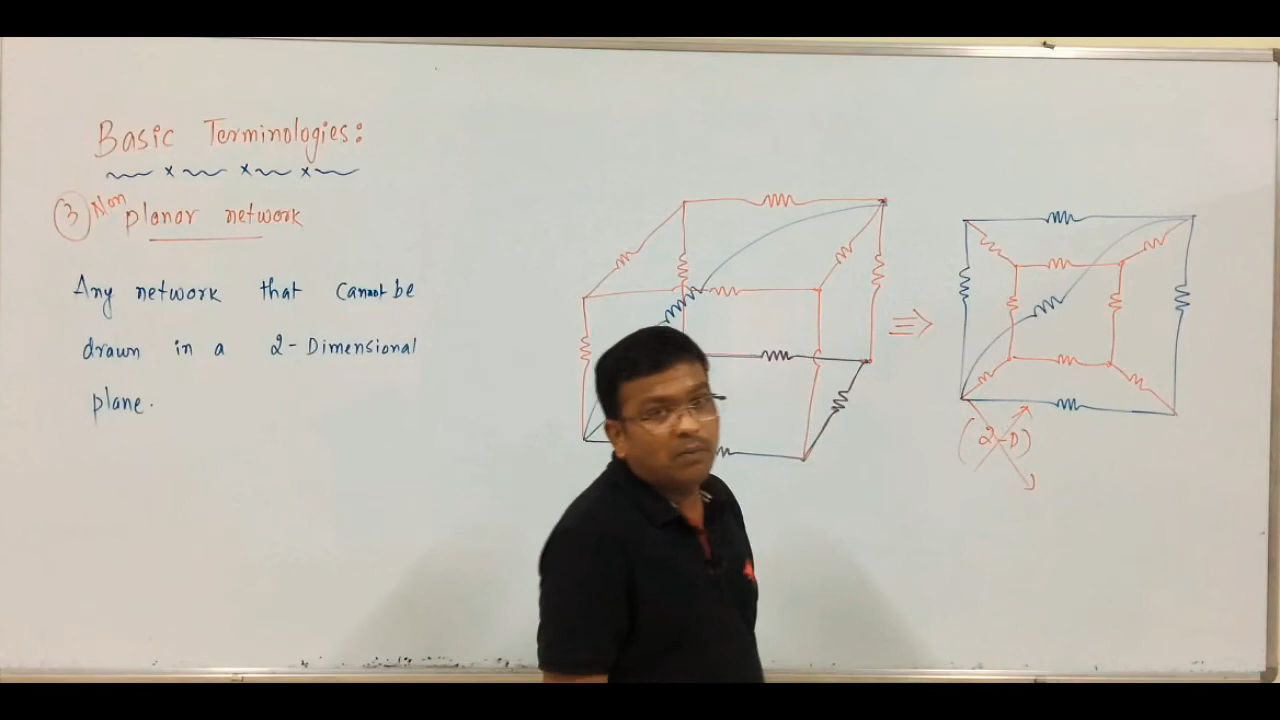 Basic Terminologies:
3 Non planar network
Any network that cannot be
drawn in a 2-Dimensional
plane.
(2-D)